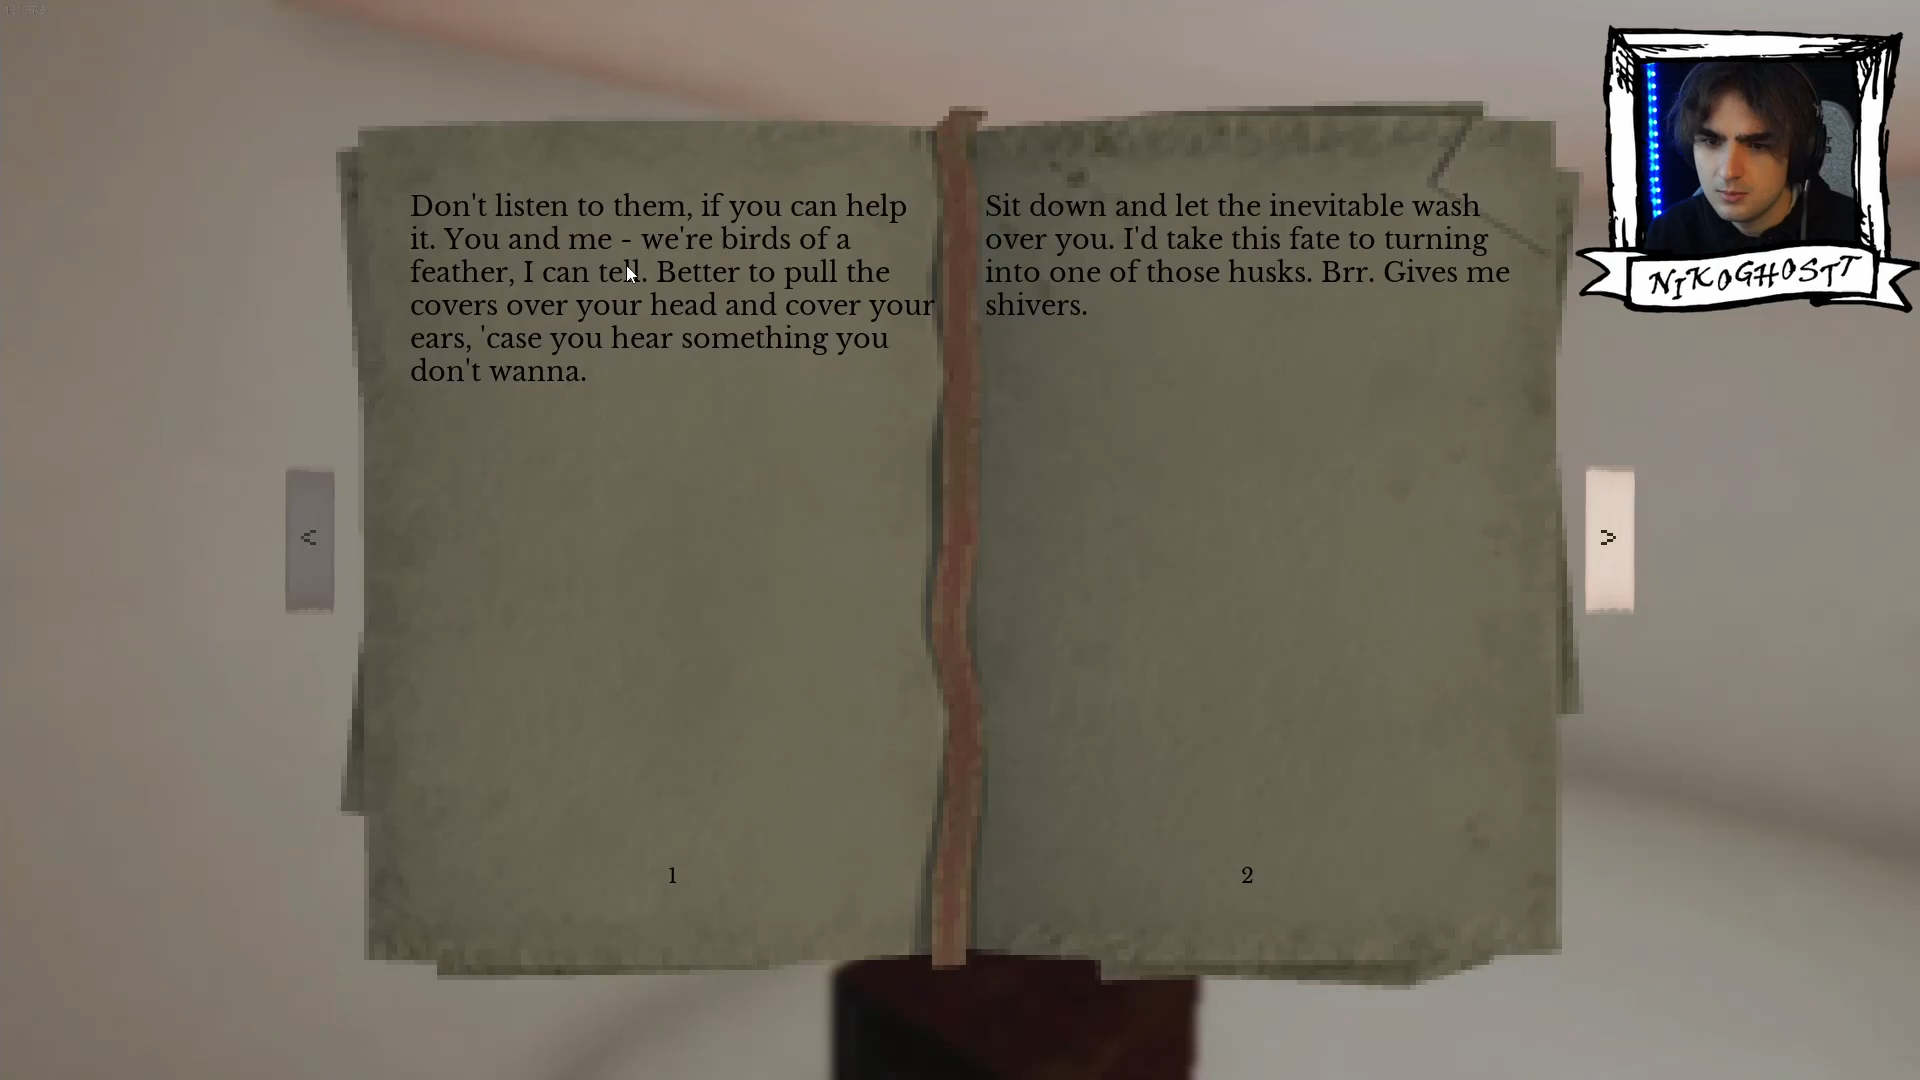 Don't listen to them, if you can help
it. You and me - we're birds of a
feather, I can tell. Better to pull the
covers over your head and cover your
ears, 'case you hear something you
don't wanna.
1
Sit down and let the inevitable wash
over you. I'd take this fate to turning
into one of those husks. Brr. Gives me
shivers.
2
<
>
NIKOGHOSTT